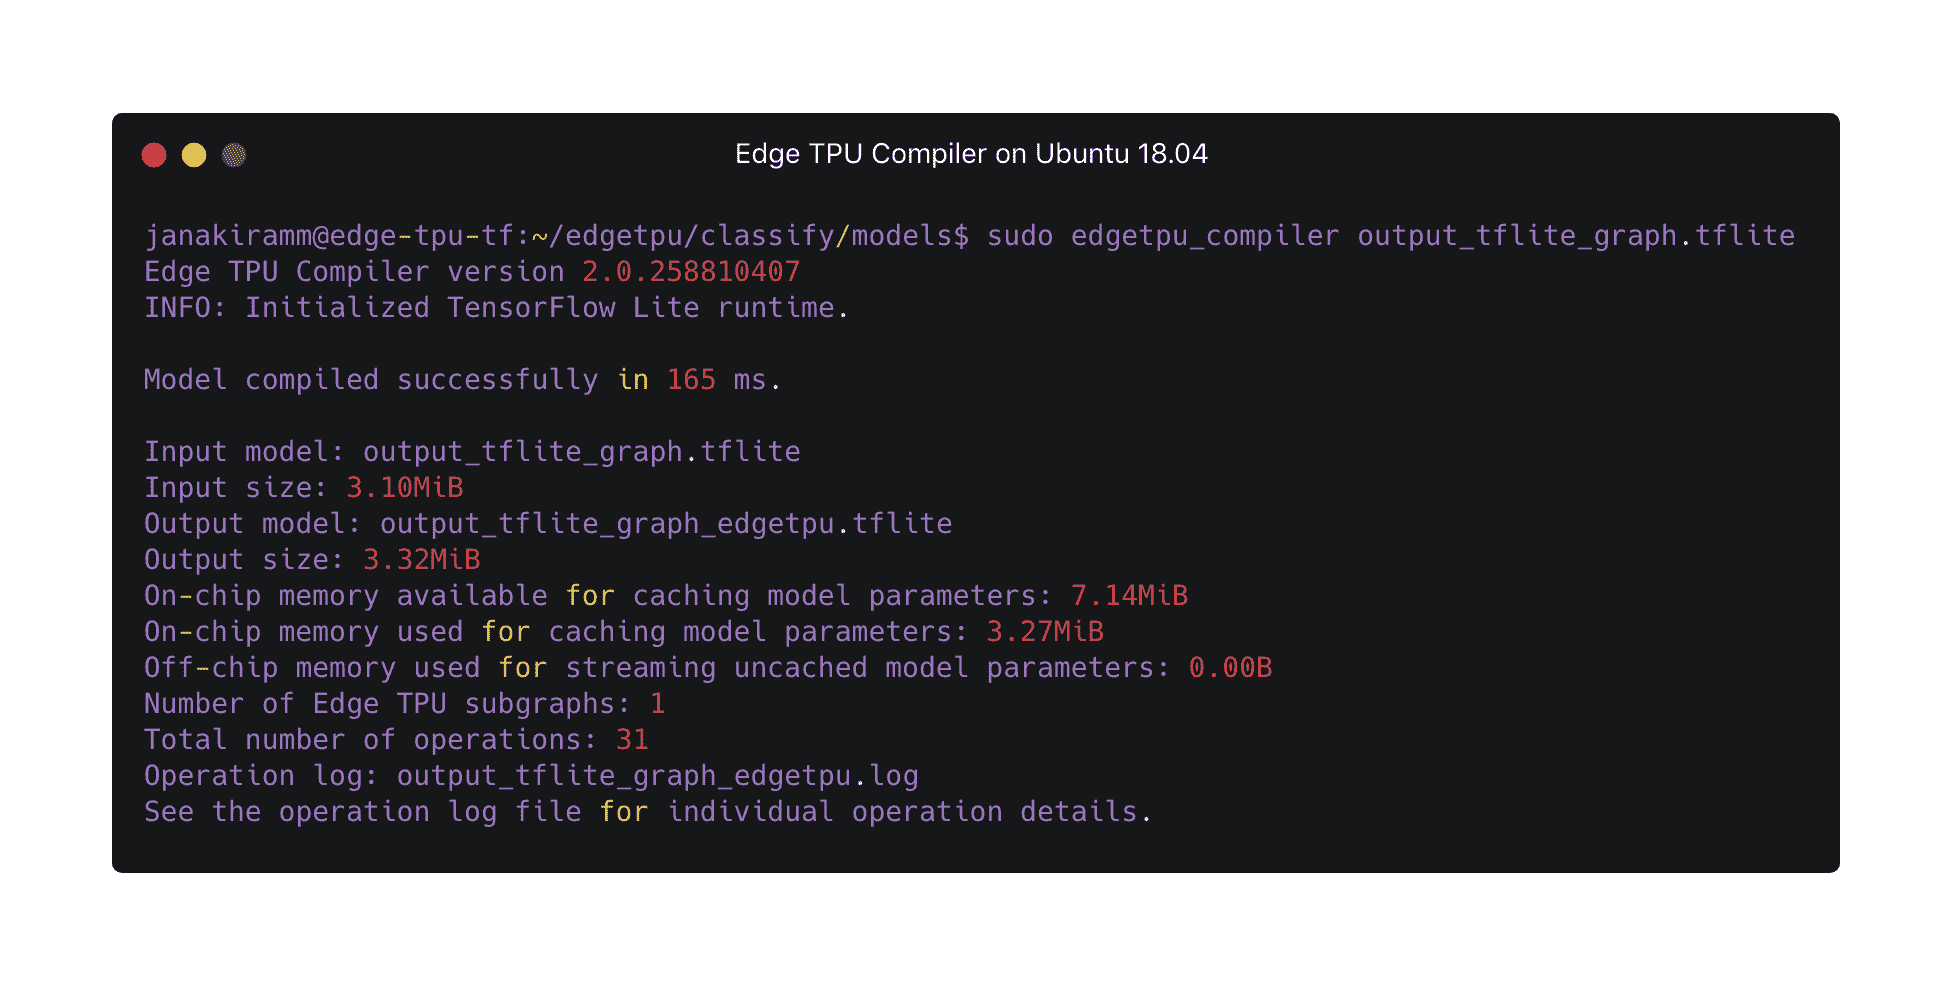 Edge TPU Compiler on Ubuntu 18.04
janakiramm@edge-tpu-tf:~/edgetpu/classify/models$ sudo edgetpu_compiler output_tflite_graph.tflite
Edge TPU Compiler version 2.0.258810407
INFO: Initialized TensorFlow Lite runtime.
Model compiled successfully in 165 ms.
Input model: output_tflite_graph.tflite
Input size: 3.10MiB
Output model: output_tflite_graph_edgetpu.tflite
Output size: 3.32MiB
On-chip memory available for caching model parameters: 7.14MiB
On-chip memory used for caching model parameters: 3.27MiB
Off-chip memory used for streaming uncached model parameters: 0.00B
Number of Edge TPU subgraphs: 1
Total number of operations: 31
Operation log: output_tflite_graph_edgetpu.log
See the operation log file for individual operation details.